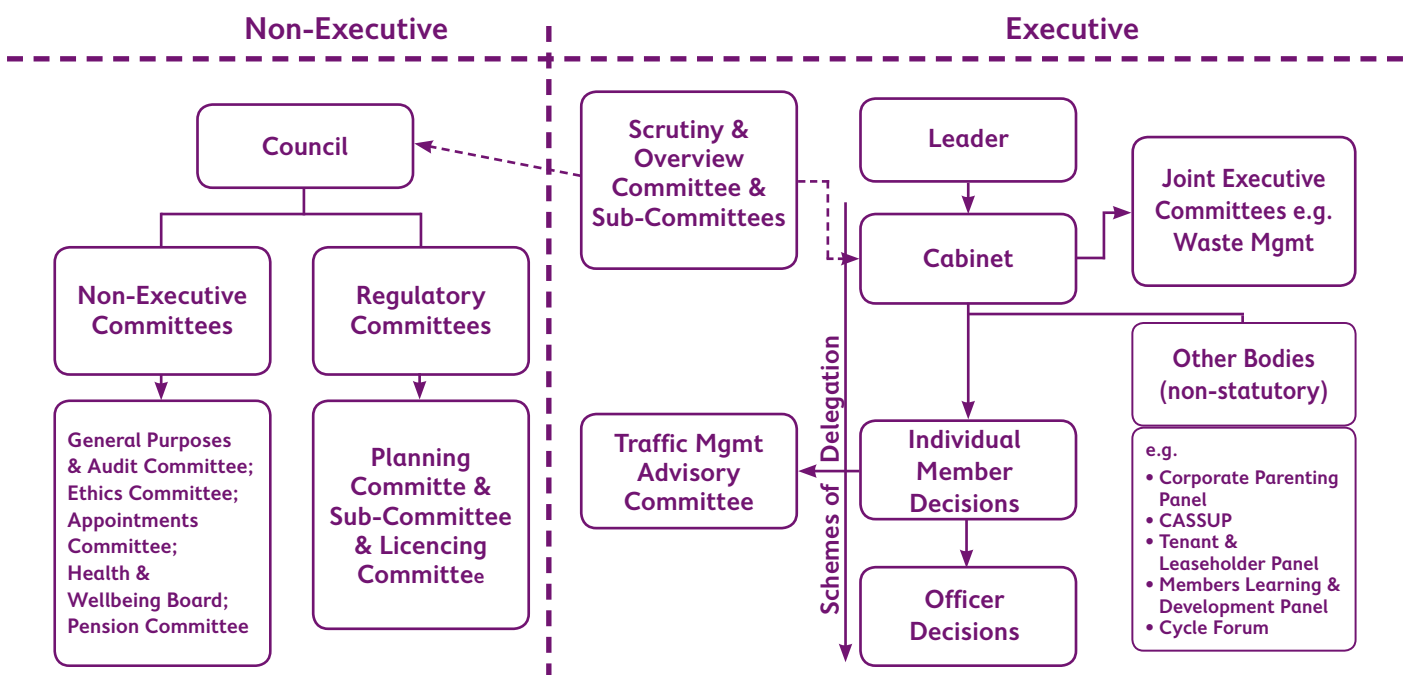 Non-Executive
Executive
Council
Non-Executive
Committees
Regulatory
Committees
General Purposes
& Audit Committee;
Ethics Committee;
Appointments
Committee;
Health &
Wellbeing Board;
Pension Committee
Planning
Committe &
Sub-Committee
& Licencing
Committee
Scrutiny &
Overview
Committee &
Sub-Committees
Leader
Cabinet
Joint Executive
Committees e.g.
Waste Mgmt
Schemes of Delegation
Traffic Mgmt
Advisory
Committee
Individual
Member
Decisions
Officer
Decisions
Other Bodies
(non-statutory)
e.g.
• Corporate Parenting
Panel
• CASSUP
• Tenant &
Leaseholder Panel
• Members Learning &
Development Panel
• Cycle Forum